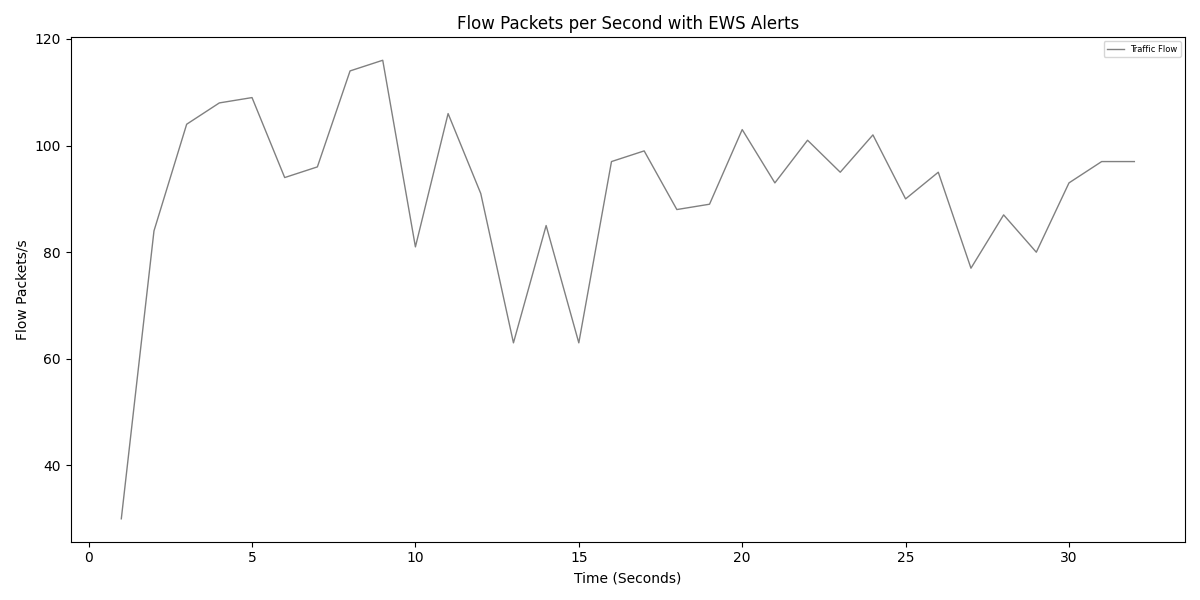 Flow Packets per Second with EWS Alerts
Traffic Flow
Flow Packets/s
120
100
80
60
40
0 5 10 15 20 25 30
Time (Seconds)